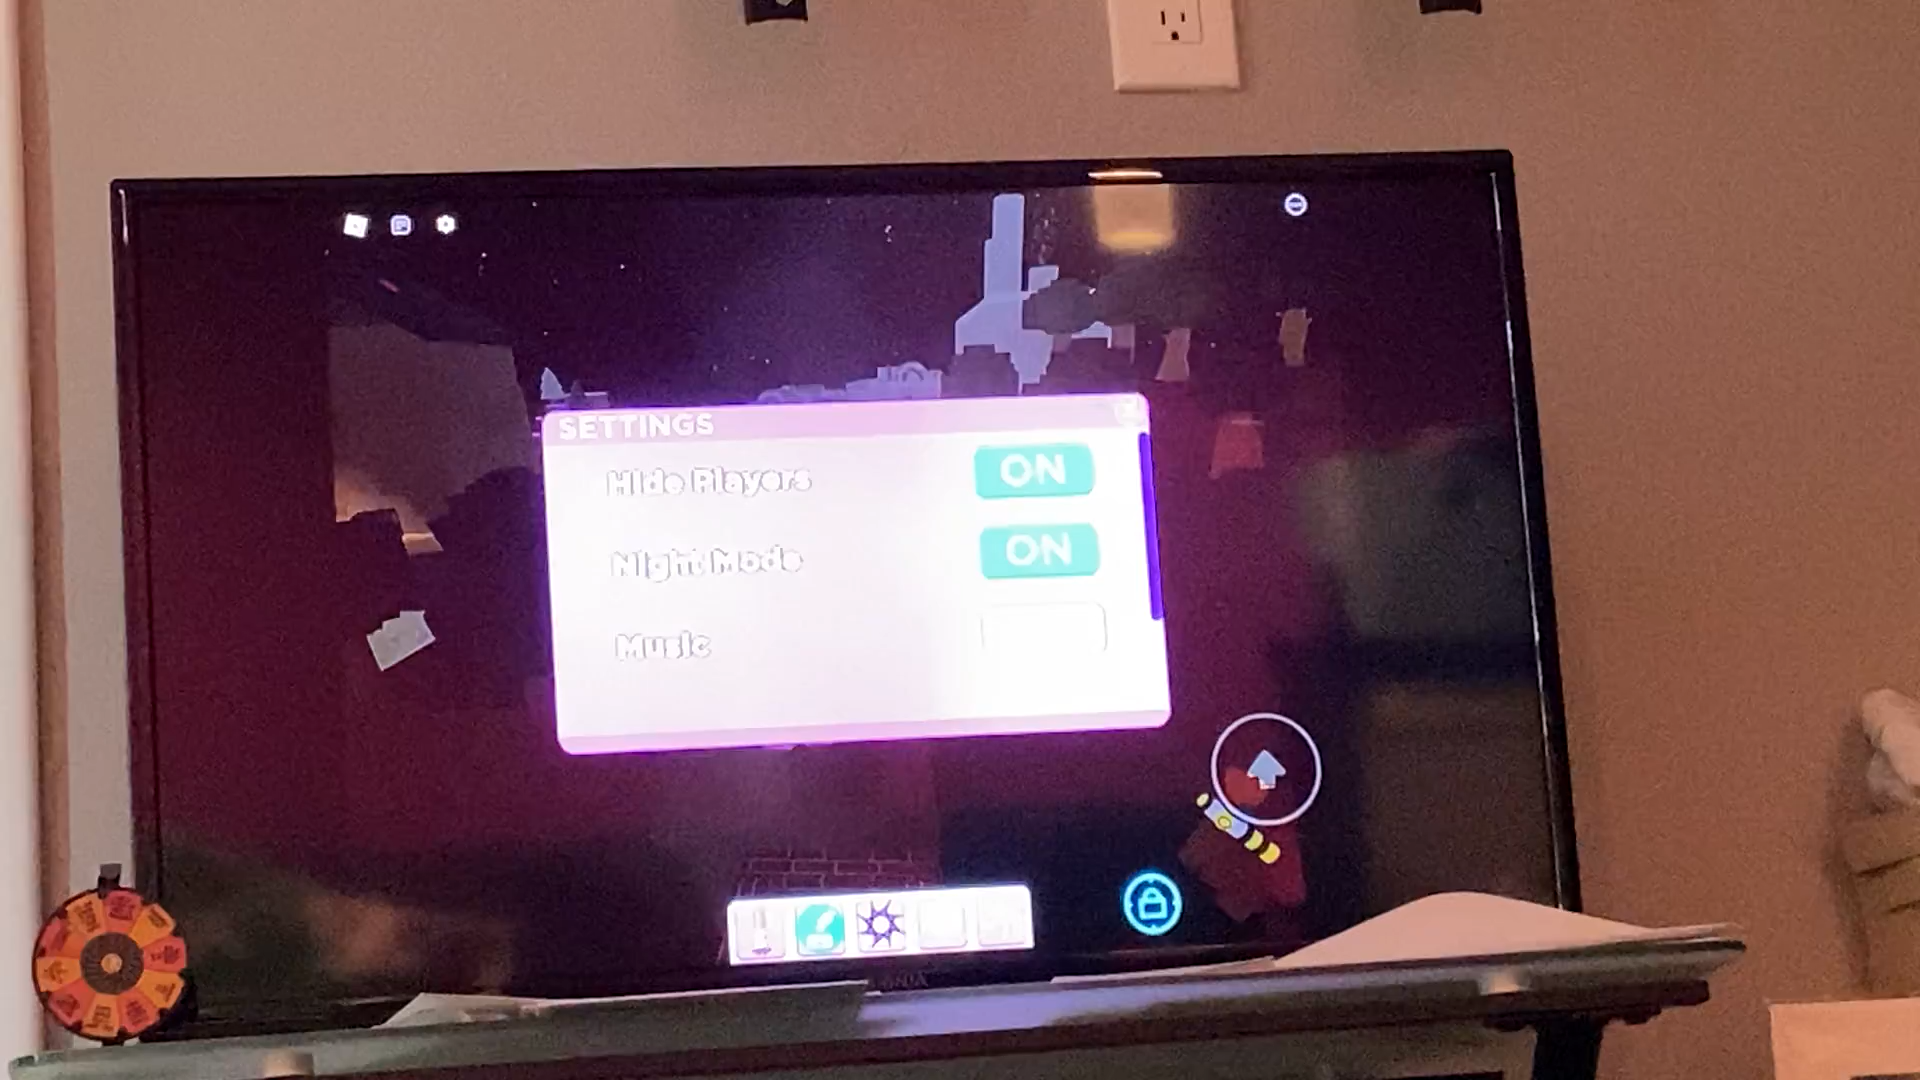 SETTINGS
Hide Players
ON
Night Mode
ON
Music